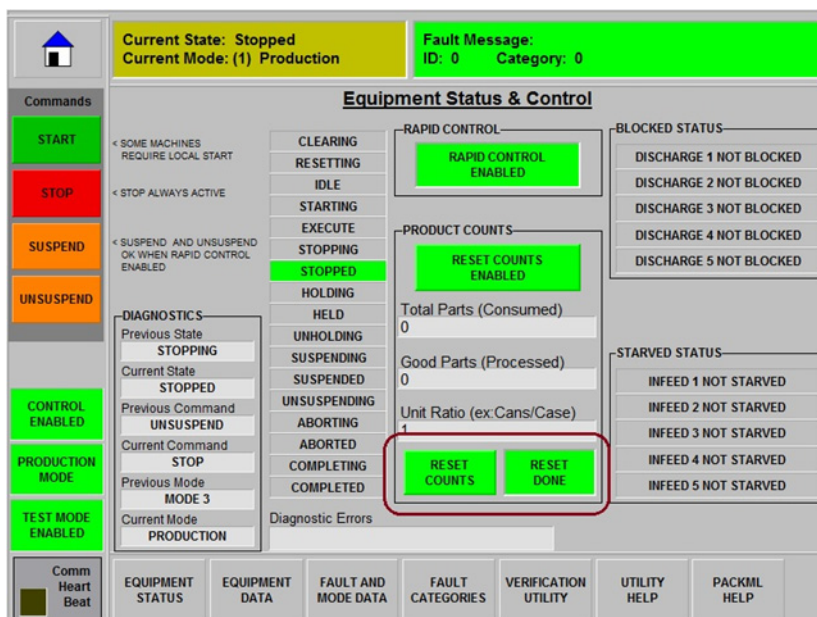 Current State: Stopped
Current Mode: (1) Production
Fault Message:
ID: 0 Category: 0
Commands
START
STOP
SUSPEND
UNSUSPEND
CONTROL
ENABLED
PRODUCTION
MODE
TEST MODE
ENABLED
Comm
Heart
Beat
Equipment Status & Control
< SOME MACHINES
REQUIRE LOCAL START
< STOP ALWAYS ACTIVE
< SUSPEND AND UNSUSPEND
OK WHEN RAPID CONTROL
ENABLED
DIAGNOSTICS
Previous State
STOPPING
Current State
STOPPED
Previous Command
UNSUSPEND
Current Command
STOP
Previous Mode
MODE 3
Current Mode
PRODUCTION
CLEARING
RESETTING
IDLE
STARTING
EXECUTE
STOPPING
STOPPED
HOLDING
HELD
UNHOLDING
SUSPENDING
SUSPENDED
UNSUSPENDING
ABORTING
ABORTED
COMPLETING
COMPLETED
Diagnostic Errors
RAPID CONTROL
RAPID CONTROL
ENABLED
PRODUCT COUNTS
RESET COUNTS
ENABLED
Total Parts (Consumed)
0
Good Parts (Processed)
0
Unit Ratio (ex:Cans/Case)
1
RESET
COUNTS
RESET
DONE
BLOCKED STATUS
DISCHARGE 1 NOT BLOCKED
DISCHARGE 2 NOT BLOCKED
DISCHARGE 3 NOT BLOCKED
DISCHARGE 4 NOT BLOCKED
DISCHARGE 5 NOT BLOCKED
STARVED STATUS
INFEED 1 NOT STARVED
INFEED 2 NOT STARVED
INFEED 3 NOT STARVED
INFEED 4 NOT STARVED
INFEED 5 NOT STARVED
EQUIPMENT
STATUS
EQUIPMENT
DATA
FAULT AND
MODE DATA
FAULT
CATEGORIES
VERIFICATION
UTILITY
UTILITY
HELP
PACKML
HELP